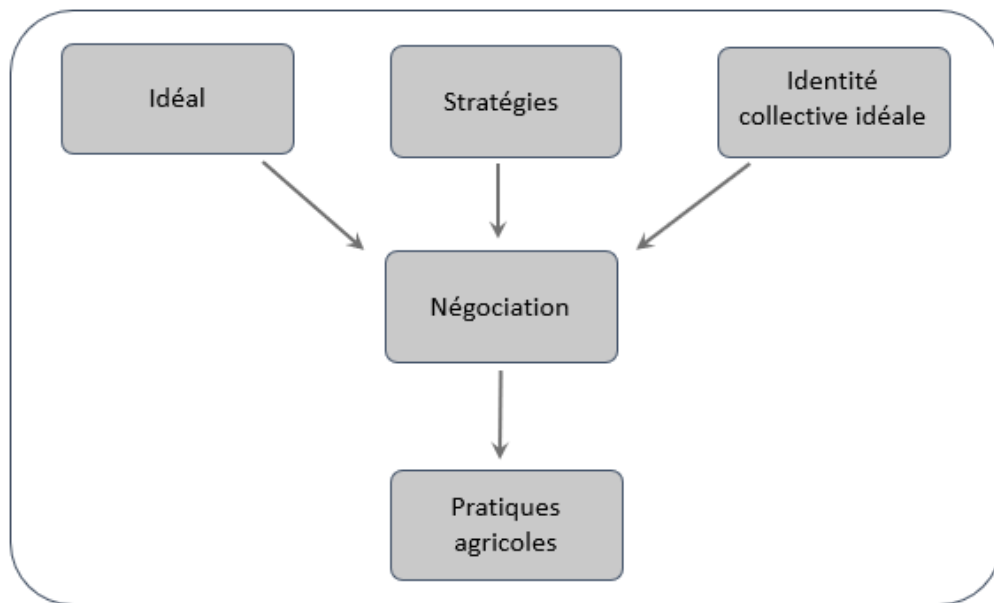 Idéal
Stratégies
Identité
collective idéale
Négociation
Pratiques
agricoles